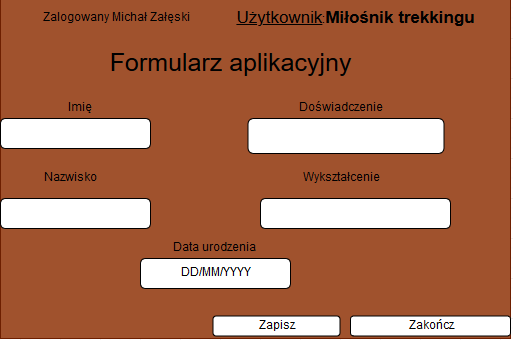 Zalogowany Michał Załęski
Użytkownik:Miłośnik trekkingu
Formularz aplikacyjny
Imię
Doświadczenie
Nazwisko
Wykształcenie
Data urodzenia
DD/MM/YYYY
Zapisz
Zakończ